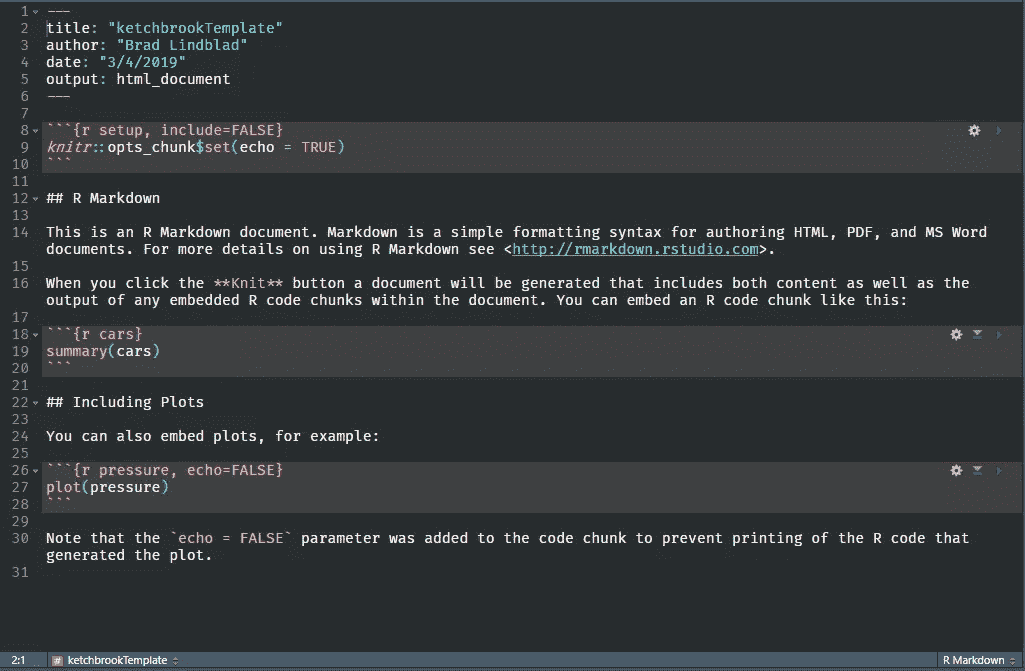 1 ---
2 title: "ketchbrookTemplate"
3 author: "Brad Lindblad"
4 date: "3/4/2019"
5 output: html_document
6 ---
7
8 ```{r setup, include=FALSE}
9 knitr::opts_chunk$set(echo = TRUE)
10 ```
11
12 ## R Markdown
13
14 This is an R Markdown document. Markdown is a simple formatting syntax for authoring HTML, PDF, and MS Word
documents. For more details on using R Markdown see <http://rmarkdown.rstudio.com>.
15
16 When you click the **Knit** button a document will be generated that includes both content as well as the
output of any embedded R code chunks within the document. You can embed an R code chunk like this:
17
18 ```{r cars}
19 summary(cars)
20 ```
21
22 ## Including Plots
23
24 You can also embed plots, for example:
25
26 ```{r pressure, echo=FALSE}
27 plot(pressure)
28 ```
29
30 Note that the `echo = FALSE` parameter was added to the code chunk to prevent printing of the R code that
generated the plot.
31
2:1 # ketchbrookTemplate R Markdown